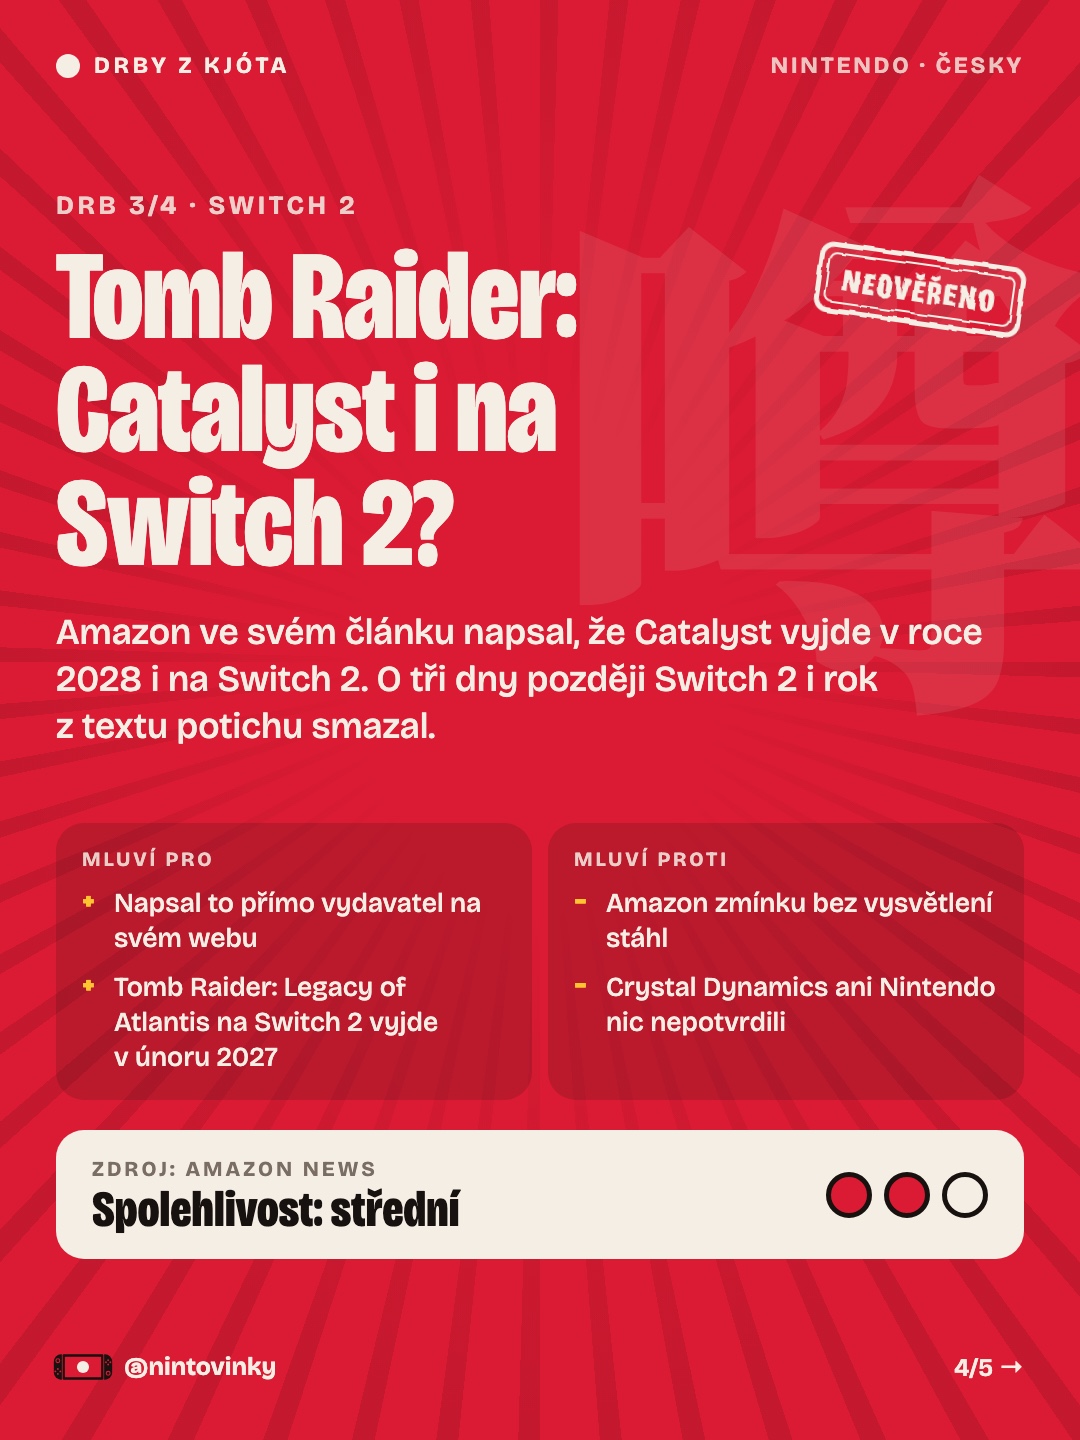 DRBY Z KJÓTA
NINTENDO · ČESKY
DRB 3/4 · SWITCH 2
噂
NEOVĚŘENO
Tomb Raider:
Catalyst i na
Switch 2?
Amazon ve svém článku napsal, že Catalyst vyjde v roce
2028 i na Switch 2. O tři dny později Switch 2 i rok
z textu potichu smazal.
MLUVÍ PRO
+ Napsal to přímo vydavatel na
svém webu
+ Tomb Raider: Legacy of
Atlantis na Switch 2 vyjde
v únoru 2027
MLUVÍ PROTI
– Amazon zmínku bez vysvětlení
stáhl
– Crystal Dynamics ani Nintendo
nic nepotvrdili
ZDROJ: AMAZON NEWS
Spolehlivost: střední
@nintovinky
4/5 →